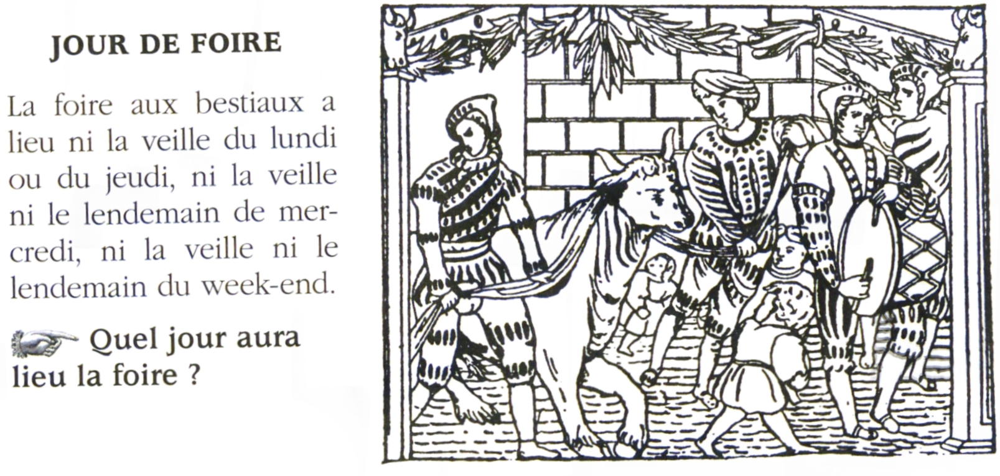 JOUR DE FOIRE
La foire aux bestiaux a
lieu ni la veille du lundi
ou du jeudi, ni la veille
ni le lendemain de mer-
credi, ni la veille ni le
lendemain du week-end.
Quel jour aura
lieu la foire ?